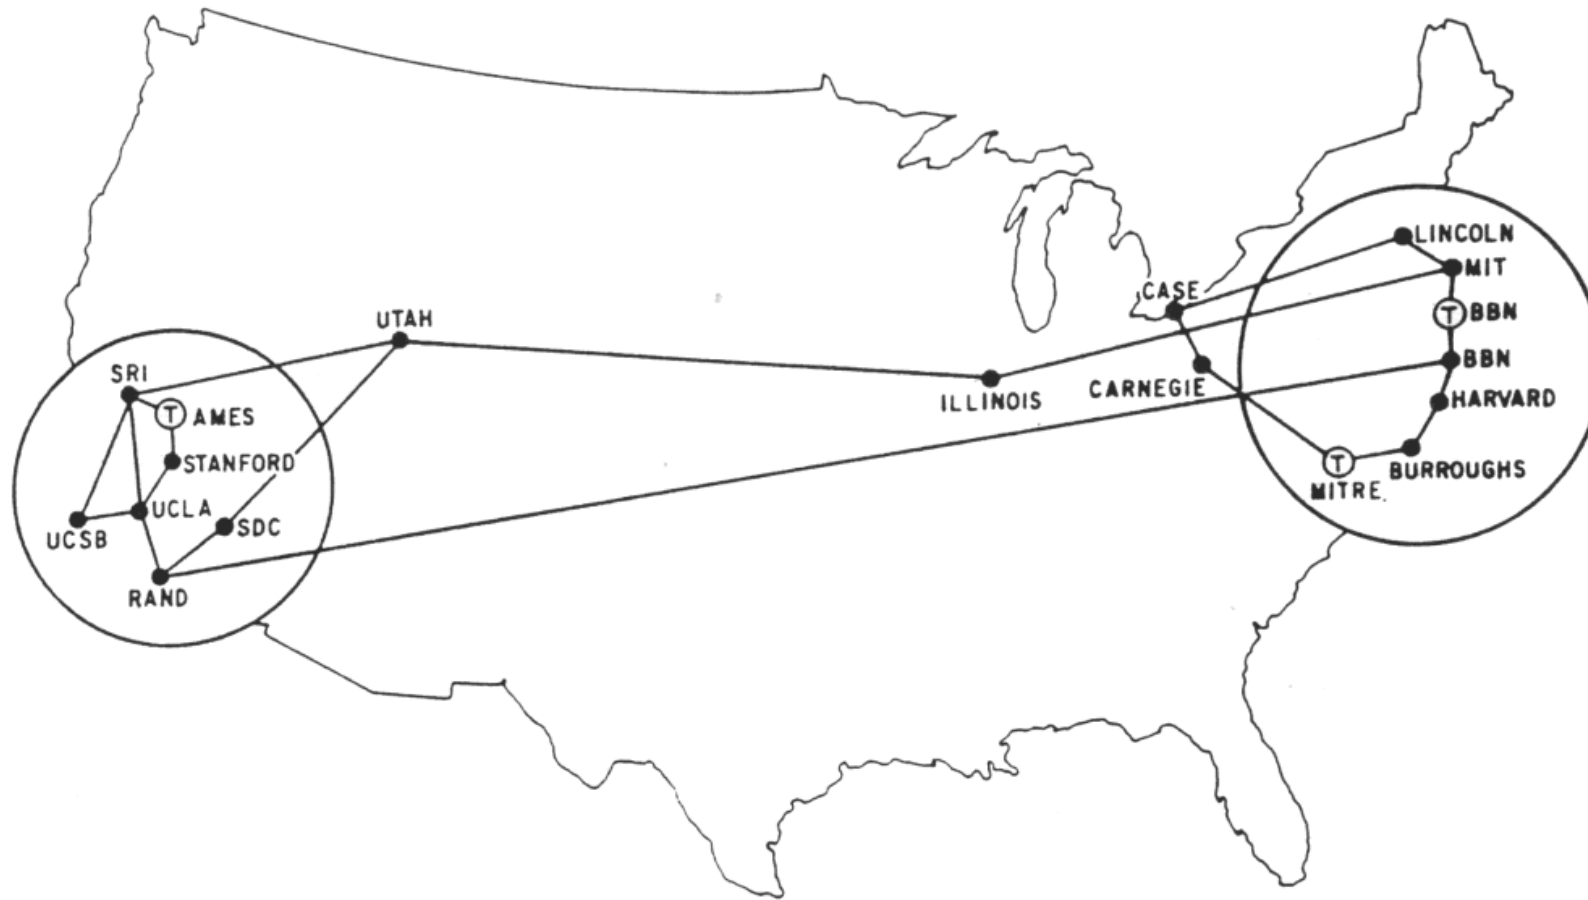 LINCOLN
MIT
CASE
T BBN
UTAH
BBN
SRI
ILLINOIS
CARNEGIE
HARVARD
T AMES
STANFORD
T
BURROUGHS
MITRE.
UCLA
SDC
UCSB
RAND